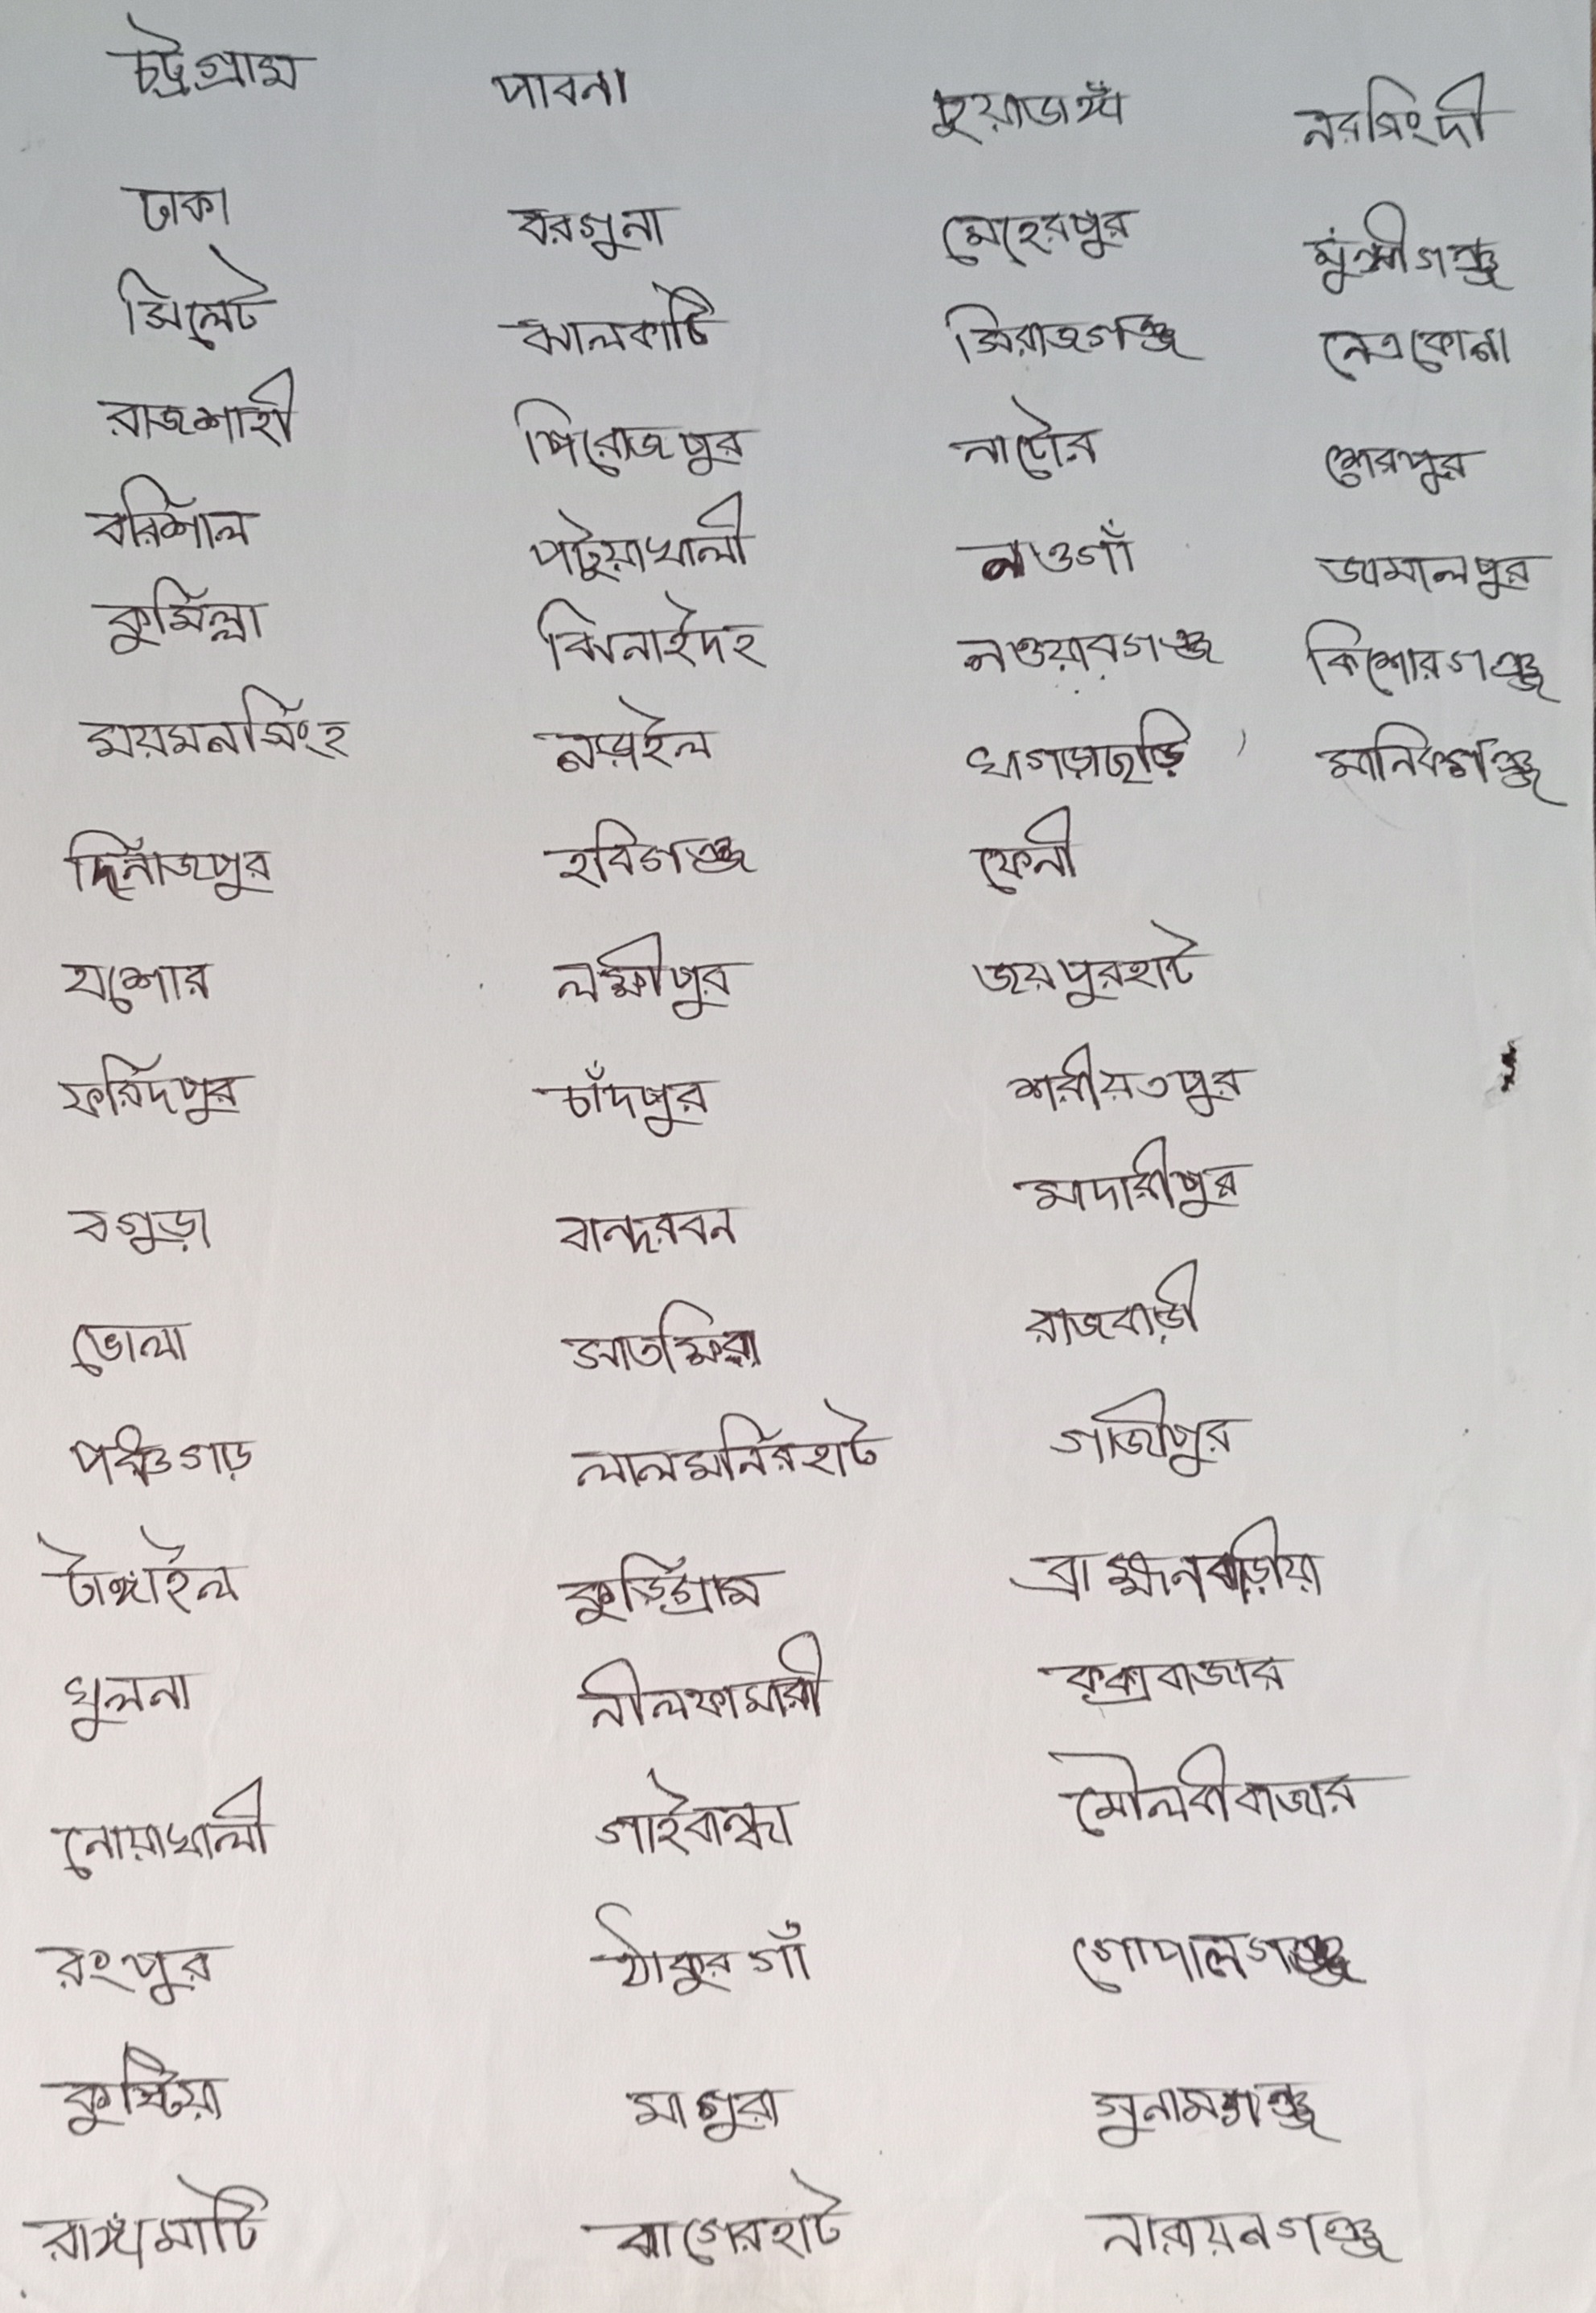 চট্টগ্রাম
ঢাকা
সিলেট
রাজশাহী
বরিশাল
কুমিল্লা
ময়মনসিংহ
দিনাজপুর
যশোর
ফরিদপুর
বগুড়া
ভোলা
পঞ্চগড়
টাঙ্গাইল
খুলনা
নোয়াখালী
রংপুর
কুষ্টিয়া
রাঙ্গামাটি
পাবনা
বরগুনা
ঝালকাটি
পিরোজপুর
পটুয়াখালী
ঝিনাইদহ
নড়াইল
হবিগঞ্জ
লক্ষীপুর
চাঁদপুর
বান্দরবন
সাতক্ষিরা
লালমনিরহাট
কুড়িগ্রাম
নীলফামারী
গাইবান্ধা
ঠাকুরগাঁ
মাগুরা
বাগেরহাট
চুয়াডাঙ্গাঁ
মেহেরপুর
সিরাজগঞ্জ
নাটোর
নওগাঁ
নওয়াবগঞ্জ
খাগড়াছড়ি
ফেনী
জয়পুরহাট
শরীয়তপুর
মাদারীপুর
রাজবাড়ী
গাজীপুর
ব্রাহ্মনবাড়ীয়া
কক্সবাজার
মৌলবীবাজার
গোপালগঞ্জ
সুনামগঞ্জ
নারায়নগঞ্জ
নরসিংদী
মুন্সীগঞ্জ
নেত্রকোনা
শেরপুর
জামালপুর
কিশোরগঞ্জ
মানিকগঞ্জ